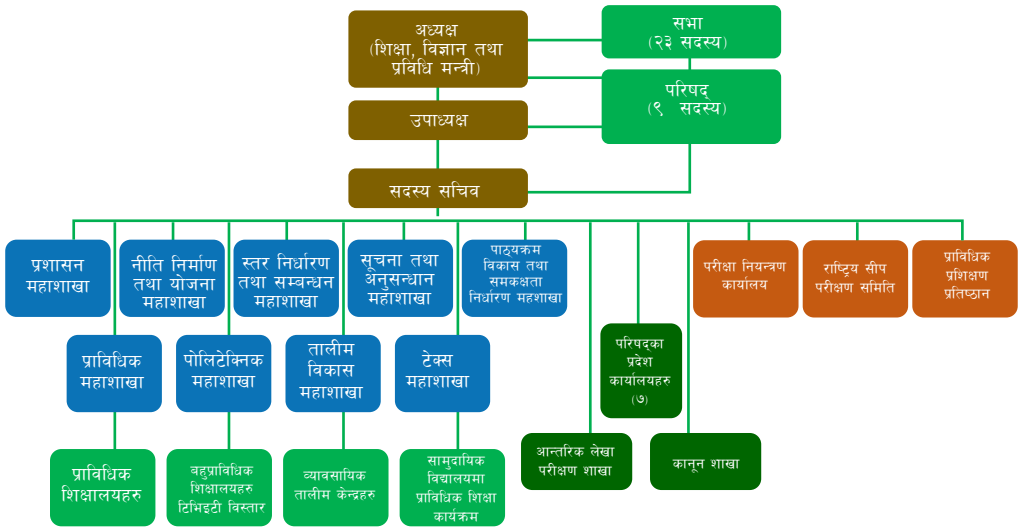 अध्यक्ष
(शिक्षा, विज्ञान तथा
प्रविधि मन्त्री)
सभा
(२३ सदस्य)
परिषद्
(९ सदस्य)
उपाध्यक्ष
सदस्य सचिव
प्रशासन
महाशाखा
नीति निर्माण
तथा योजना
महाशाखा
स्तर निर्धारण
तथा सम्बन्धन
महाशाखा
सूचना तथा
अनुसन्धान
महाशाखा
पाठ्यक्रम
विकास तथा
समकक्षता
निर्धारण महशाखा
परीक्षा नियन्त्रण
कार्यालय
राष्ट्रिय सीप
परीक्षण समिति
प्राविधिक
प्रशिक्षण
प्रतिष्ठान
प्राविधिक
महाशाखा
पोलिटेक्निक
महाशाखा
तालीम
विकास
महाशाखा
टेक्स
महाशाखा
परिषद्का
प्रदेश
कार्यालयहरु
(७)
प्राविधिक
शिक्षालयहरु
बहुप्राविधिक
शिक्षालयहरु
टिभिइटी विस्तार
व्यावसायिक
तालीम केन्द्रहरु
सामुदायिक
विद्यालयमा
प्राविधिक शिक्षा
कार्यक्रम
आन्तरिक लेखा
परीक्षण शाखा
कानून शाखा